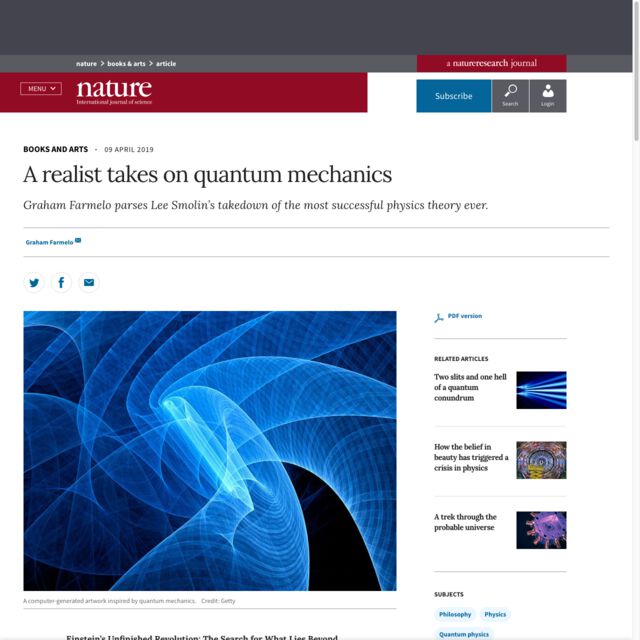 nature > books & arts > article
a natureresearch journal
MENU
nature
International journal of science
Subscribe
Search
Login
BOOKS AND ARTS · 09 APRIL 2019
A realist takes on quantum mechanics
Graham Farmelo parses Lee Smolin's takedown of the most successful physics theory ever.
Graham Farmelo
PDF version
RELATED ARTICLES
Two slits and one hell
of a quantum
conundrum
How the belief in
beauty has triggered a
crisis in physics
A trek through the
probable universe
A computer-generated artwork inspired by quantum mechanics. Credit: Getty
SUBJECTS
Philosophy Physics
Quantum physics
Einstein's Unfinished Revolution: The Search for What Lies Beyond